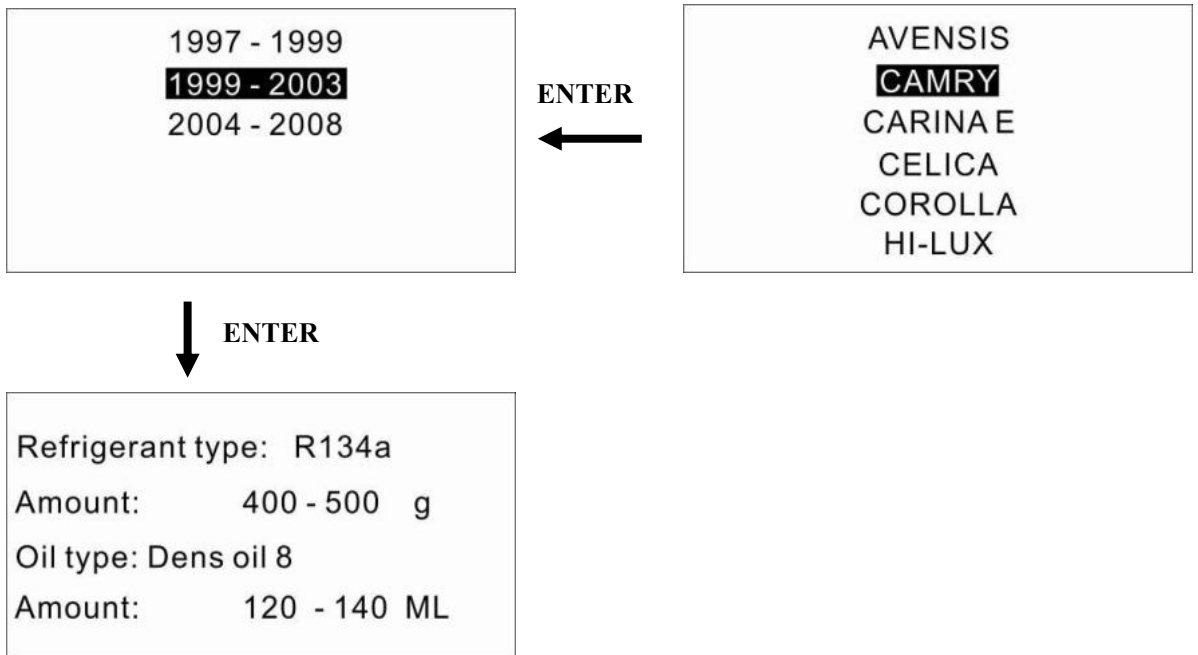 1997 - 1999
1999 - 2003
2004 - 2008
ENTER
AVENSIS
CAMRY
CARINA E
CELICA
COROLLA
HI-LUX
ENTER
Refrigerant type: R134a
Amount: 400 - 500 g
Oil type: Dens oil 8
Amount: 120 - 140 ML